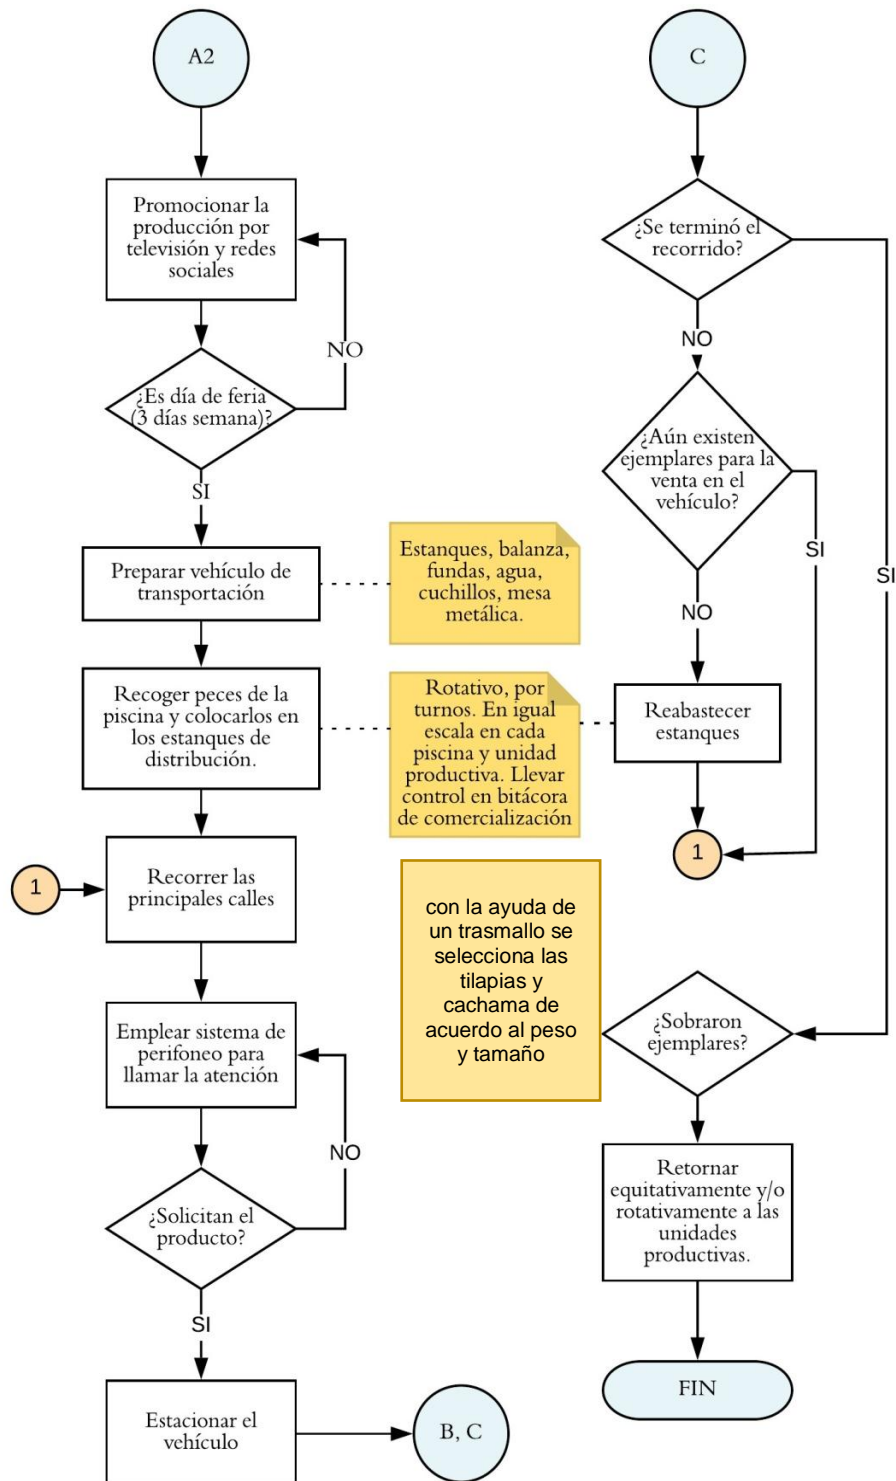 A2
Promocionar la
producción por
televisión y redes
sociales
NO
¿Es día de feria
(3 días semana)?
SI
Preparar vehículo de
transportación
Estanques, balanza,
fundas, agua,
cuchillos, mesa
metálica.
Recoger peces de la
piscina y colocarlos en
los estanques de
distribución.
Rotativo, por
turnos. En igual
escala en cada
piscina y unidad
productiva. Llevar
control en bitácora
de comercialización
1
Recorrer las
principales calles
con la ayuda de
un trasmallo se
selecciona las
tilapias y
cachama de
acuerdo al peso
y tamaño
Emplear sistema de
perifoneo para
llamar la atención
NO
¿Solicitan el
producto?
SI
Estacionar el
vehículo
B, C
C
¿Se terminó el
recorrido?
NO
SI
¿Aún existen
ejemplares para la
venta en el
vehículo?
SI
NO
Reabastecer
estanques
1
¿Sobraron
ejemplares?
Retornar
equitativamente y/o
rotativamente a las
unidades
productivas.
FIN